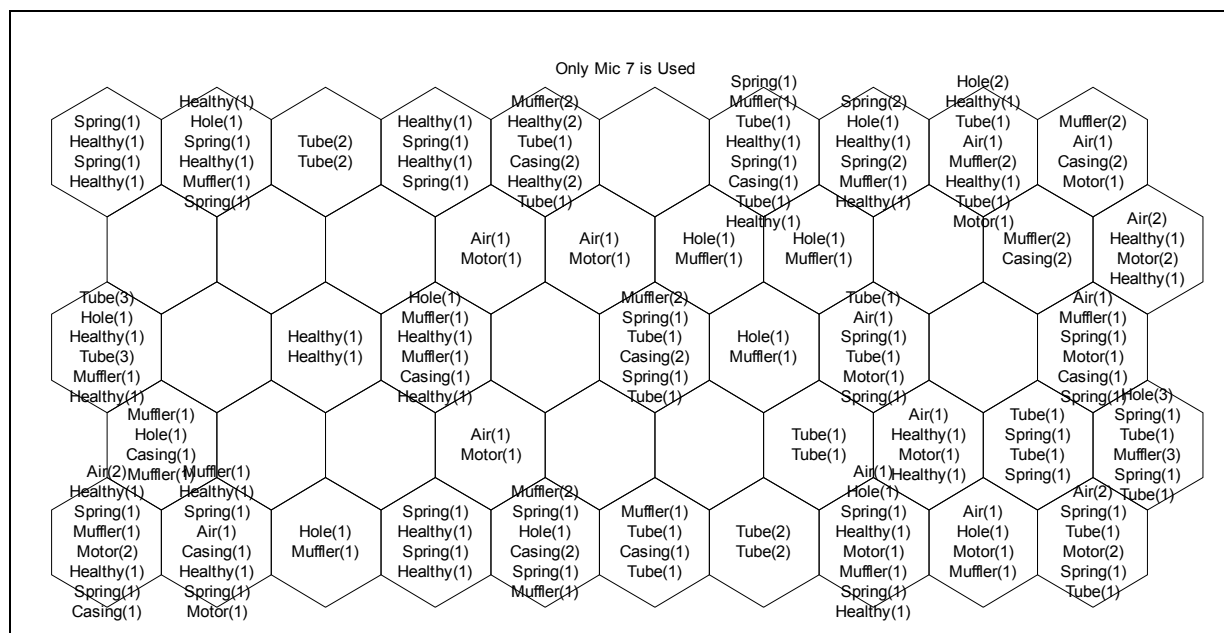 Only Mic 7 is Used
Spring(1)
Healthy(1)
Spring(1)
Healthy(1)
Healthy(1)
Hole(1)
Spring(1)
Healthy(1)
Muffler(1)
Spring(1)
Tube(2)
Tube(2)
Healthy(1)
Spring(1)
Healthy(1)
Spring(1)
Muffler(2)
Healthy(2)
Tube(1)
Casing(2)
Healthy(2)
Tube(1)
Spring(1)
Muffler(1)
Tube(1)
Healthy(1)
Spring(1)
Casing(1)
Tube(1)
Healthy(1)
Spring(2)
Hole(1)
Healthy(1)
Spring(2)
Muffler(1)
Healthy(1)
Hole(2)
Healthy(1)
Tube(1)
Air(1)
Muffler(2)
Healthy(1)
Tube(1)
Motor(1)
Muffler(2)
Air(1)
Casing(2)
Motor(1)
Air(1)
Motor(1)
Air(1)
Motor(1)
Hole(1)
Muffler(1)
Hole(1)
Muffler(1)
Muffler(2)
Casing(2)
Air(2)
Healthy(1)
Motor(2)
Healthy(1)
Tube(3)
Hole(1)
Healthy(1)
Tube(3)
Muffler(1)
Healthy(1)
Healthy(1)
Healthy(1)
Hole(1)
Muffler(1)
Healthy(1)
Muffler(1)
Casing(1)
Healthy(1)
Muffler(2)
Spring(1)
Tube(1)
Casing(2)
Spring(1)
Tube(1)
Hole(1)
Muffler(1)
Tube(1)
Air(1)
Spring(1)
Tube(1)
Motor(1)
Spring(1)
Air(1)
Muffler(1)
Spring(1)
Motor(1)
Casing(1)
Spring(1)
Muffler(1)
Hole(1)
Casing(1)
Muffler(1)
Air(1)
Motor(1)
Tube(1)
Tube(1)
Air(1)
Healthy(1)
Motor(1)
Healthy(1)
Tube(1)
Spring(1)
Tube(1)
Spring(1)
Hole(3)
Spring(1)
Tube(1)
Muffler(3)
Spring(1)
Tube(1)
Air(2)
Healthy(1)
Spring(1)
Muffler(1)
Motor(2)
Healthy(1)
Spring(1)
Casing(1)
Muffler(1)
Healthy(1)
Spring(1)
Air(1)
Casing(1)
Healthy(1)
Spring(1)
Motor(1)
Hole(1)
Muffler(1)
Spring(1)
Healthy(1)
Spring(1)
Healthy(1)
Muffler(2)
Spring(1)
Hole(1)
Casing(2)
Spring(1)
Muffler(1)
Muffler(1)
Tube(1)
Casing(1)
Tube(1)
Tube(2)
Tube(2)
Air(1)
Hole(1)
Spring(1)
Healthy(1)
Motor(1)
Muffler(1)
Spring(1)
Healthy(1)
Air(1)
Hole(1)
Motor(1)
Muffler(1)
Air(2)
Spring(1)
Tube(1)
Motor(2)
Spring(1)
Tube(1)